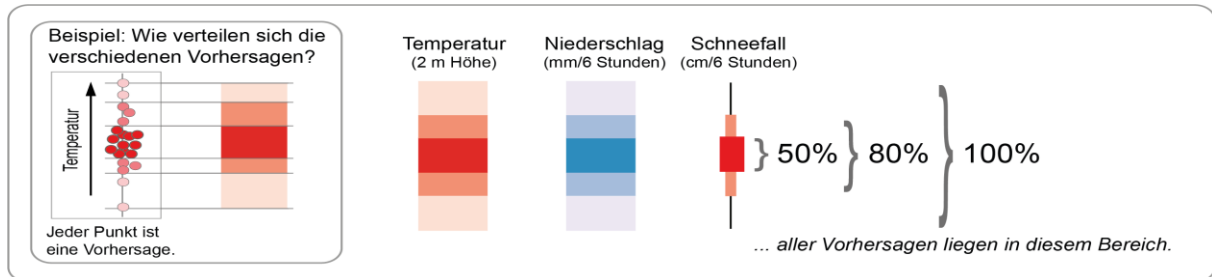 Beispiel: Wie verteilen sich die
verschiedenen Vorhersagen?
Temperatur
Jeder Punkt ist
eine Vorhersage.
Temperatur
(2 m Höhe)
Niederschlag
(mm/6 Stunden)
Schneefall
(cm/6 Stunden)
} 50% } 80% } 100%
... aller Vorhersagen liegen in diesem Bereich.